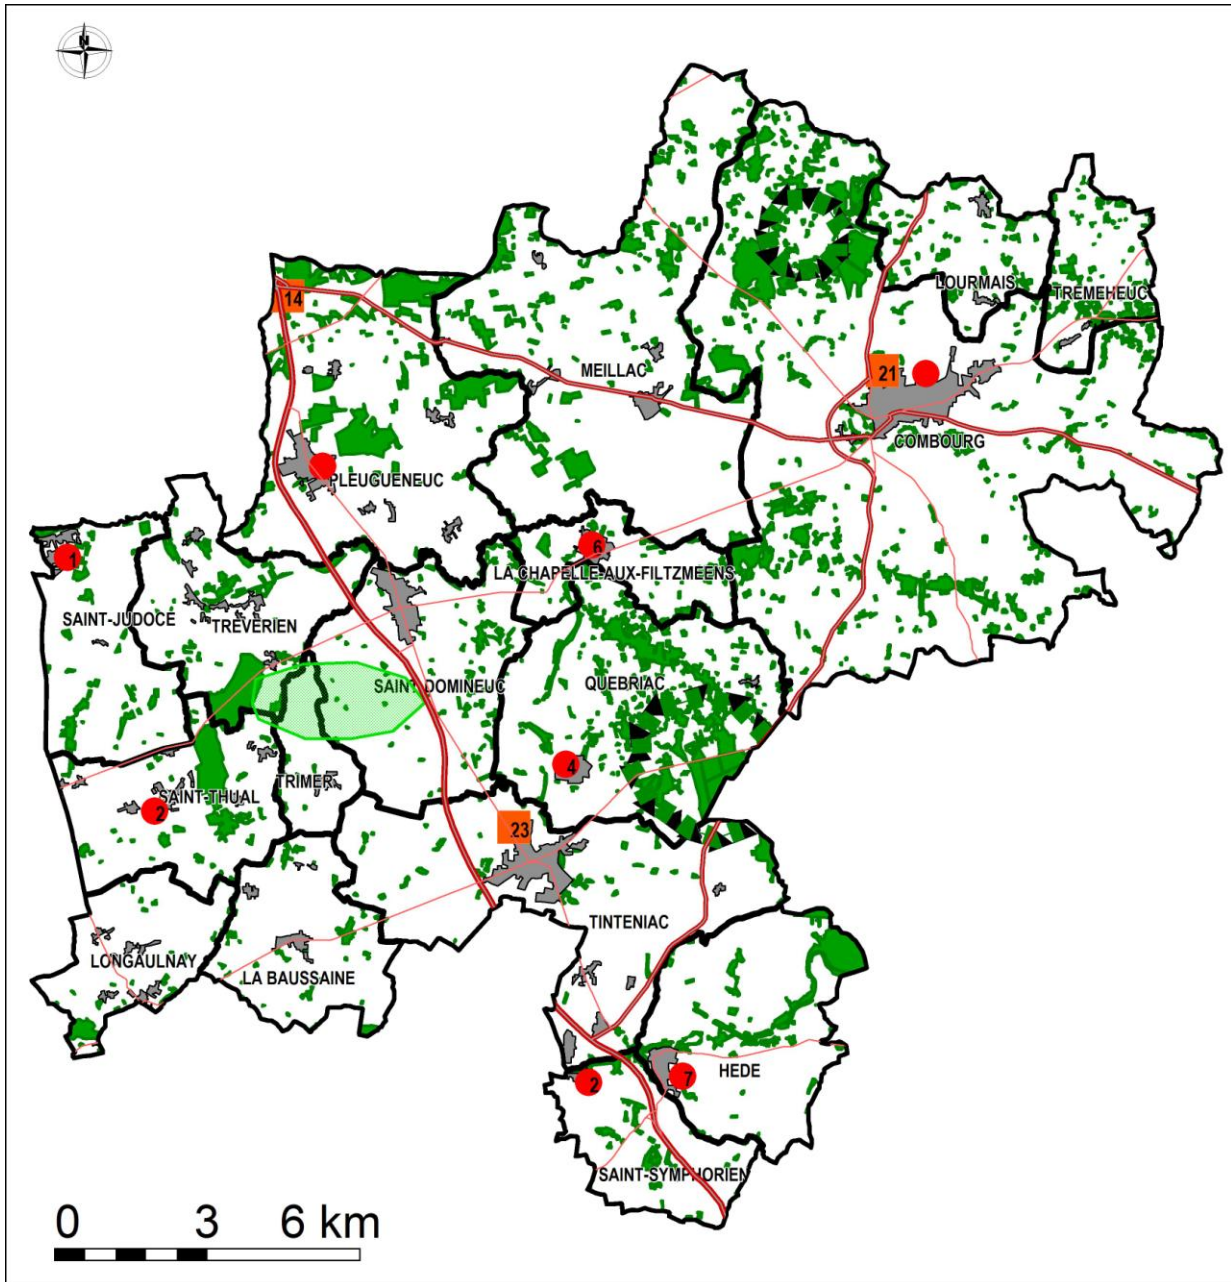 N
14
LOURMAIS
TREMEHEUC
MEILLAC
21
COMBOURG
PLEUGUENEUC
1
6
LA CHAPELLE-AUX-FILTZMEENS
SAINT-JUDOCE
TREVERIEN
SAINT-DOMINEUC
QUEBRIAC
4
TRIMER
SAINT-THUAL
2
23
TINTENIAC
LONGAULNAY
LA BAUSSAINE
HEDE
7
2
SAINT-SYMPHORIEN
0 3 6 km